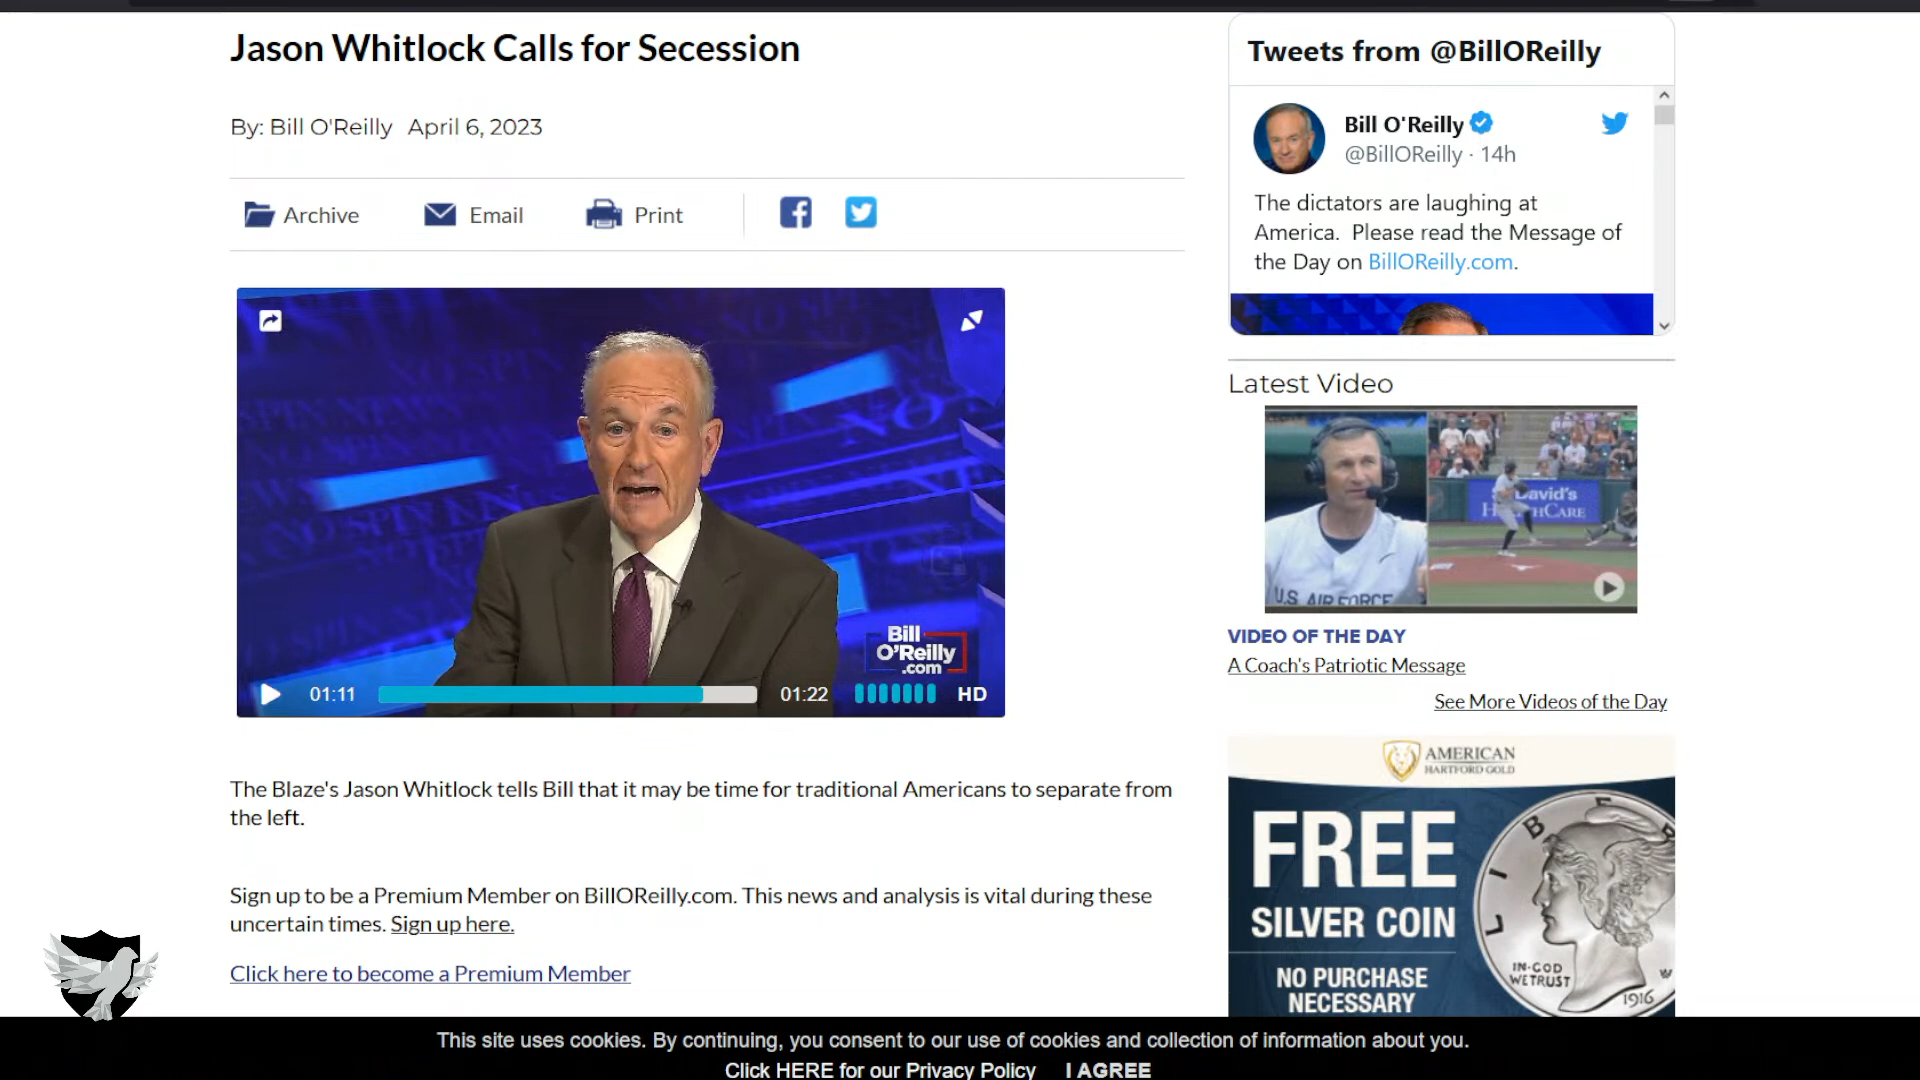 Jason Whitlock Calls for Secession
By: Bill O'Reilly April 6, 2023
Archive
Email
Print
NO SPIN NEWS
Bill
O'Reilly
.com
01:11
01:22
HD
The Blaze's Jason Whitlock tells Bill that it may be time for traditional Americans to separate from
the left.
Sign up to be a Premium Member on BillOReilly.com. This news and analysis is vital during these
uncertain times. Sign up here.
Click here to become a Premium Member
Tweets from @BillOReilly
Bill O'Reilly
@BillOReilly · 14h
The dictators are laughing at
America. Please read the Message of
the Day on BillOReilly.com.
Latest Video
U.S. AIR FORCE
VIDEO OF THE DAY
A Coach's Patriotic Message
See More Videos of the Day
AMERICAN
HARTFORD GOLD
FREE
SILVER COIN
NO PURCHASE
NECESSARY
IN·GOD
WE TRUST
1916
This site uses cookies. By continuing, you consent to our use of cookies and collection of information about you.
Click HERE for our Privacy Policy I AGREE